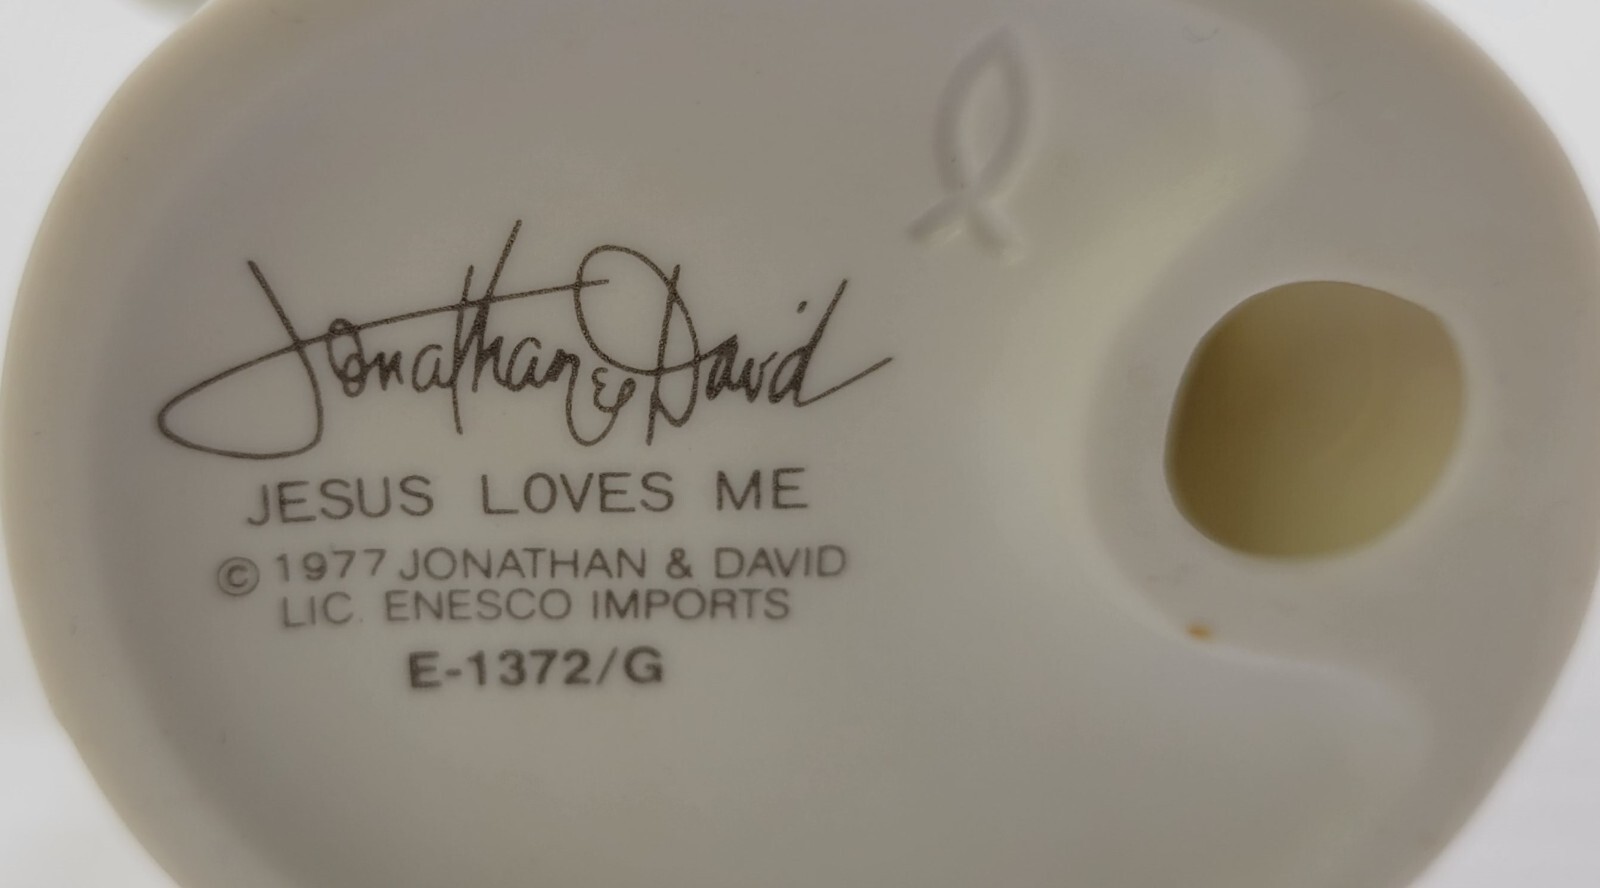 Jonathan & David
JESUS LOVES ME
© 1977 JONATHAN & DAVID
LIC. ENESCO IMPORTS
E-1372/G